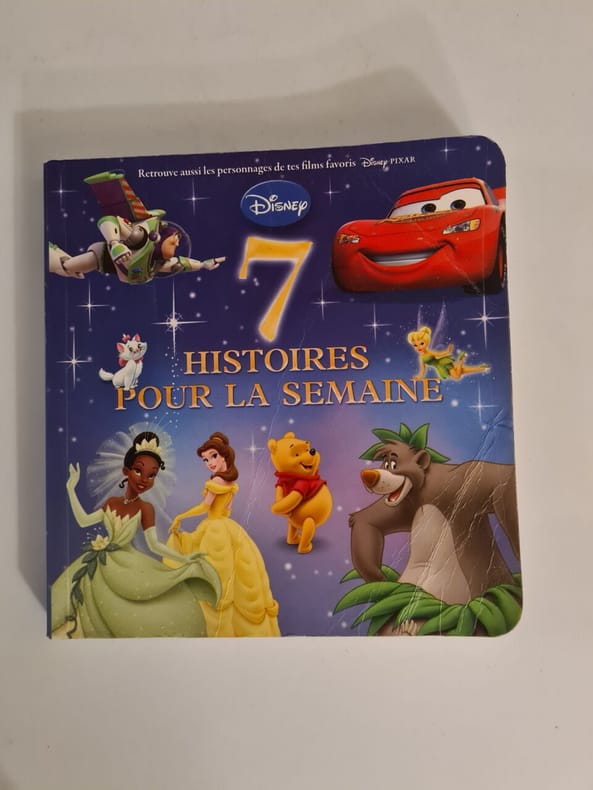 Retrouve aussi les personnages de tes films favoris Disney·PIXAR
Disney
7
HISTOIRES
POUR LA SEMAINE